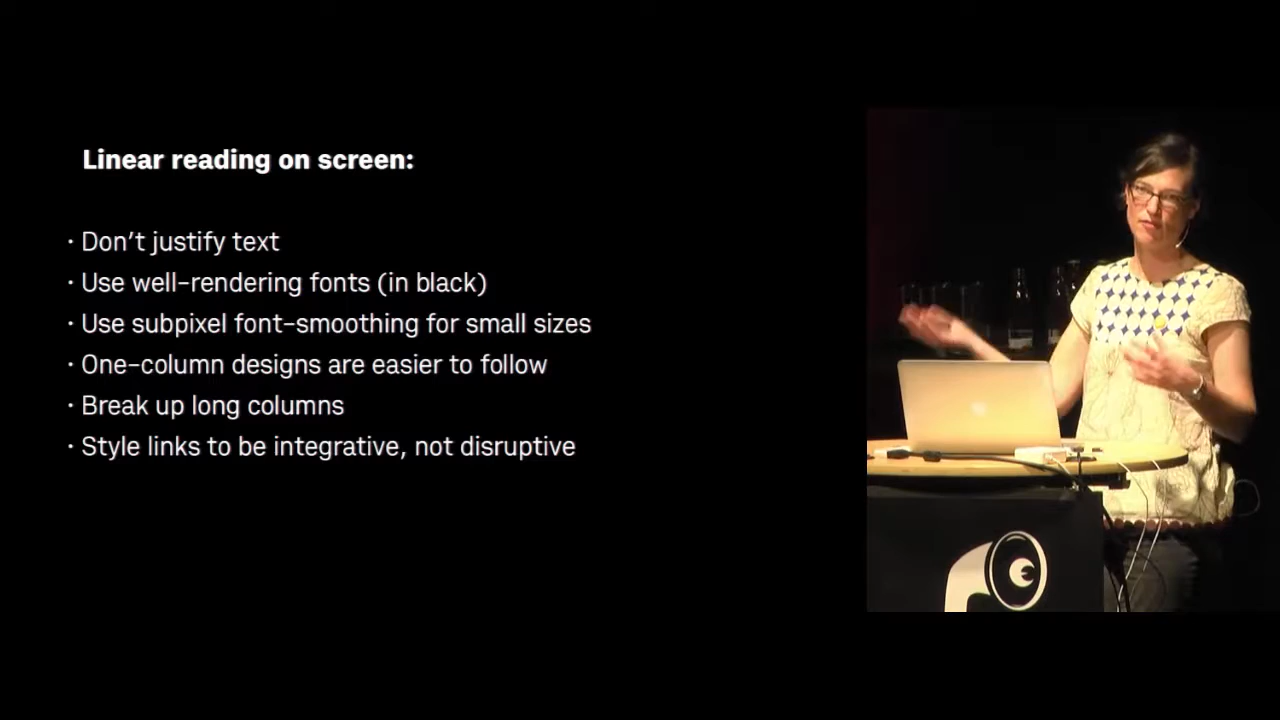 Linear reading on screen:
· Don’t justify text
· Use well-rendering fonts (in black)
· Use subpixel font-smoothing for small sizes
· One-column designs are easier to follow
· Break up long columns
· Style links to be integrative, not disruptive